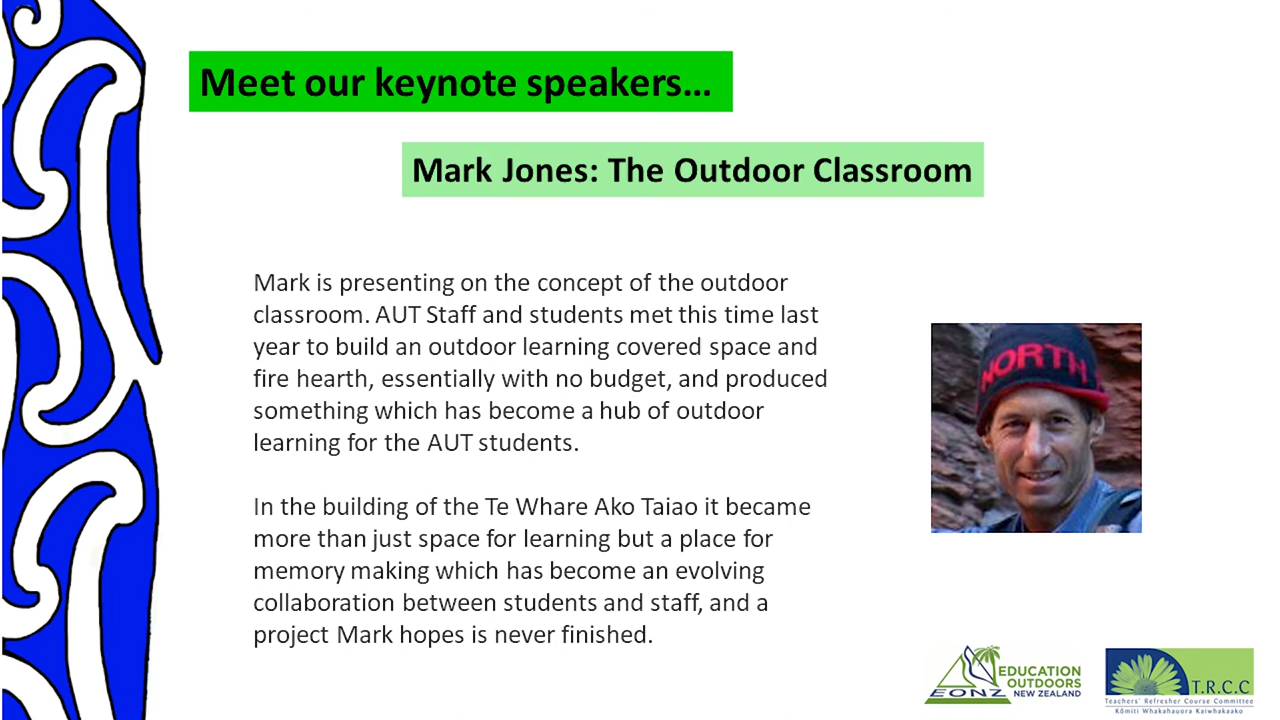 Meet our keynote speakers...
Mark Jones: The Outdoor Classroom
Mark is presenting on the concept of the outdoor
classroom. AUT Staff and students met this time last
year to build an outdoor learning covered space and
fire hearth, essentially with no budget, and produced
something which has become a hub of outdoor
learning for the AUT students.
In the building of the Te Whare Ako Taiao it became
more than just space for learning but a place for
memory making which has become an evolving
collaboration between students and staff, and a
project Mark hopes is never finished.
NORTH
EDUCATION
OUTDOORS
NEW ZEALAND
EONZ
T.R.C.C
Teachers' Refresher Course Committee
Kōmiti Whakahauora Kaiwhakaako